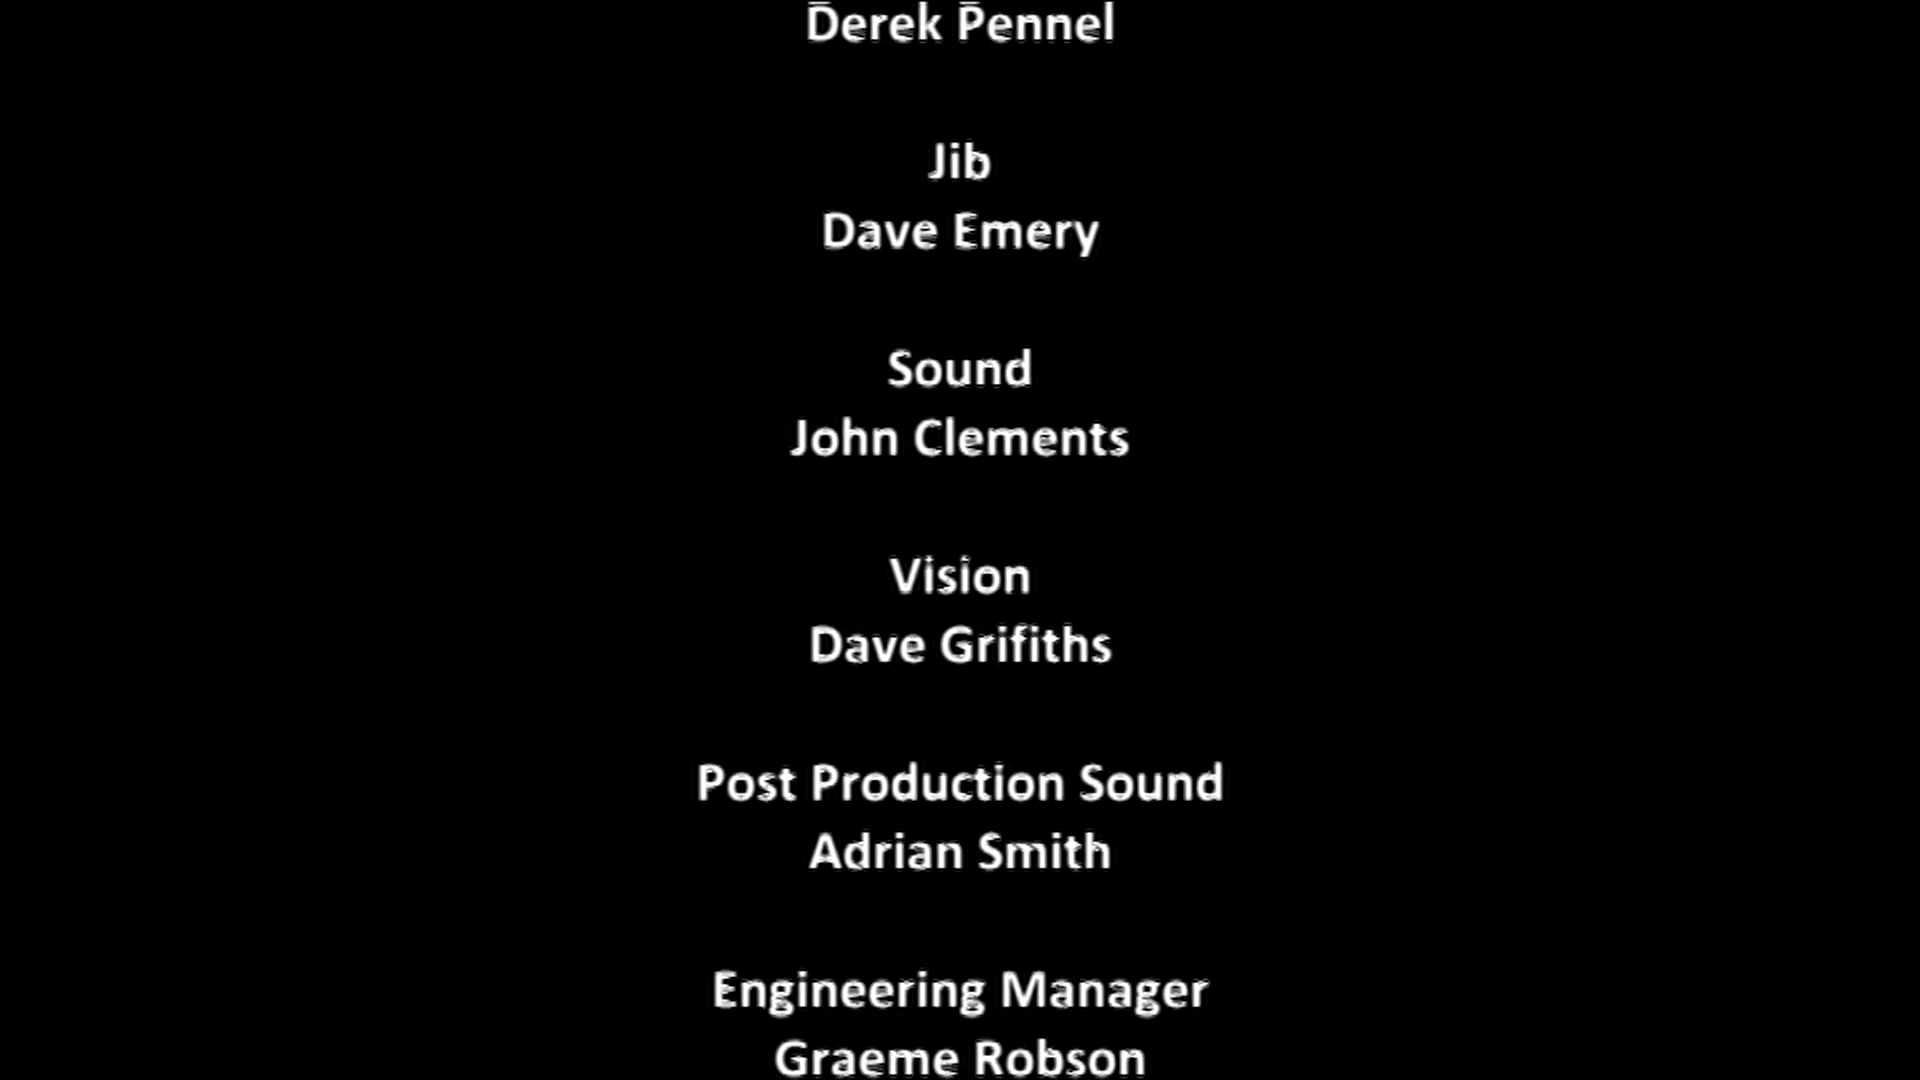 Derek Pennel
Jib
Dave Emery
Sound
John Clements
Vision
Dave Grifiths
Post Production Sound
Adrian Smith
Engineering Manager
Graeme Robson